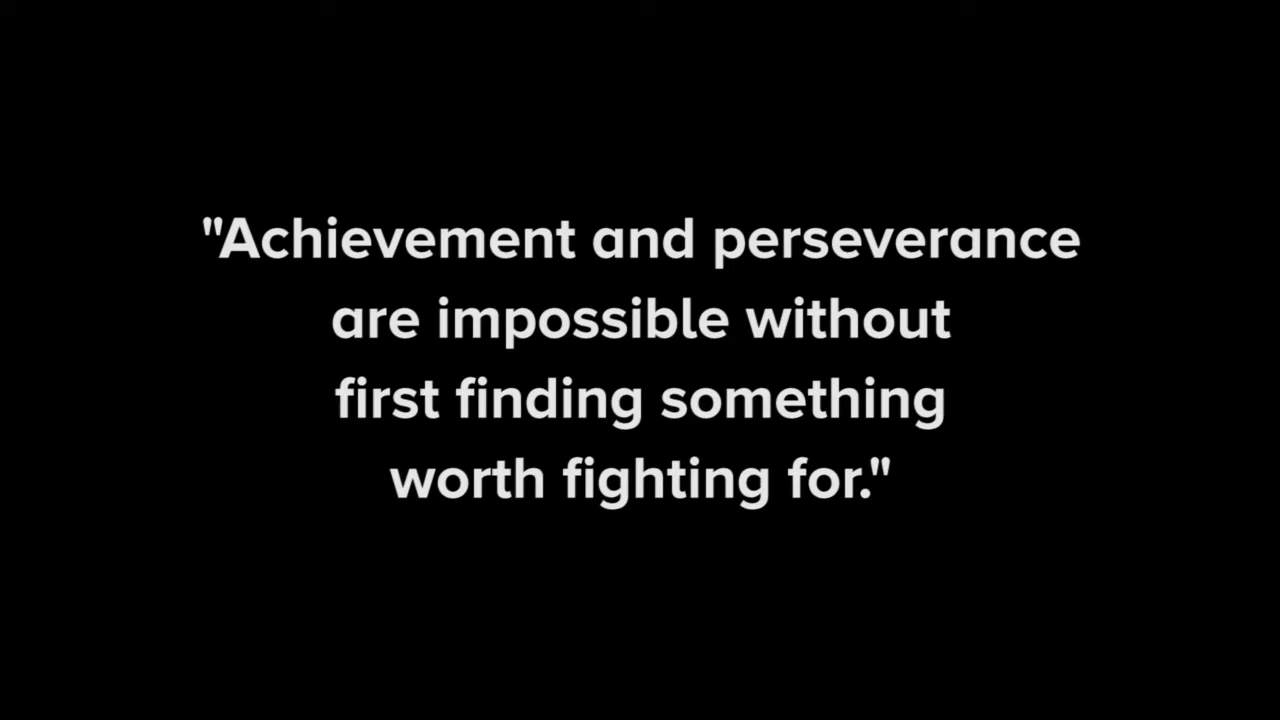 "Achievement and perseverance
are impossible without
first finding something
worth fighting for."